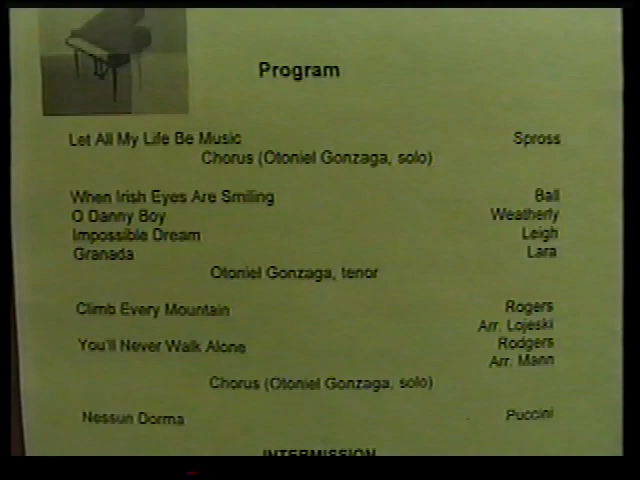 Program
Let All My Life Be Music Spross
Chorus (Otoniel Gonzaga, solo)
When Irish Eyes Are Smiling Ball
O Danny Boy Weatherly
Impossible Dream Leigh
Granada Lara
Otoniel Gonzaga, tenor
Climb Every Mountain Rogers
Arr. Lojeski
You'll Never Walk Alone Rodgers
Arr. Mann
Chorus (Otoniel Gonzaga, solo)
Nessun Dorma Puccini
INTERMISSION